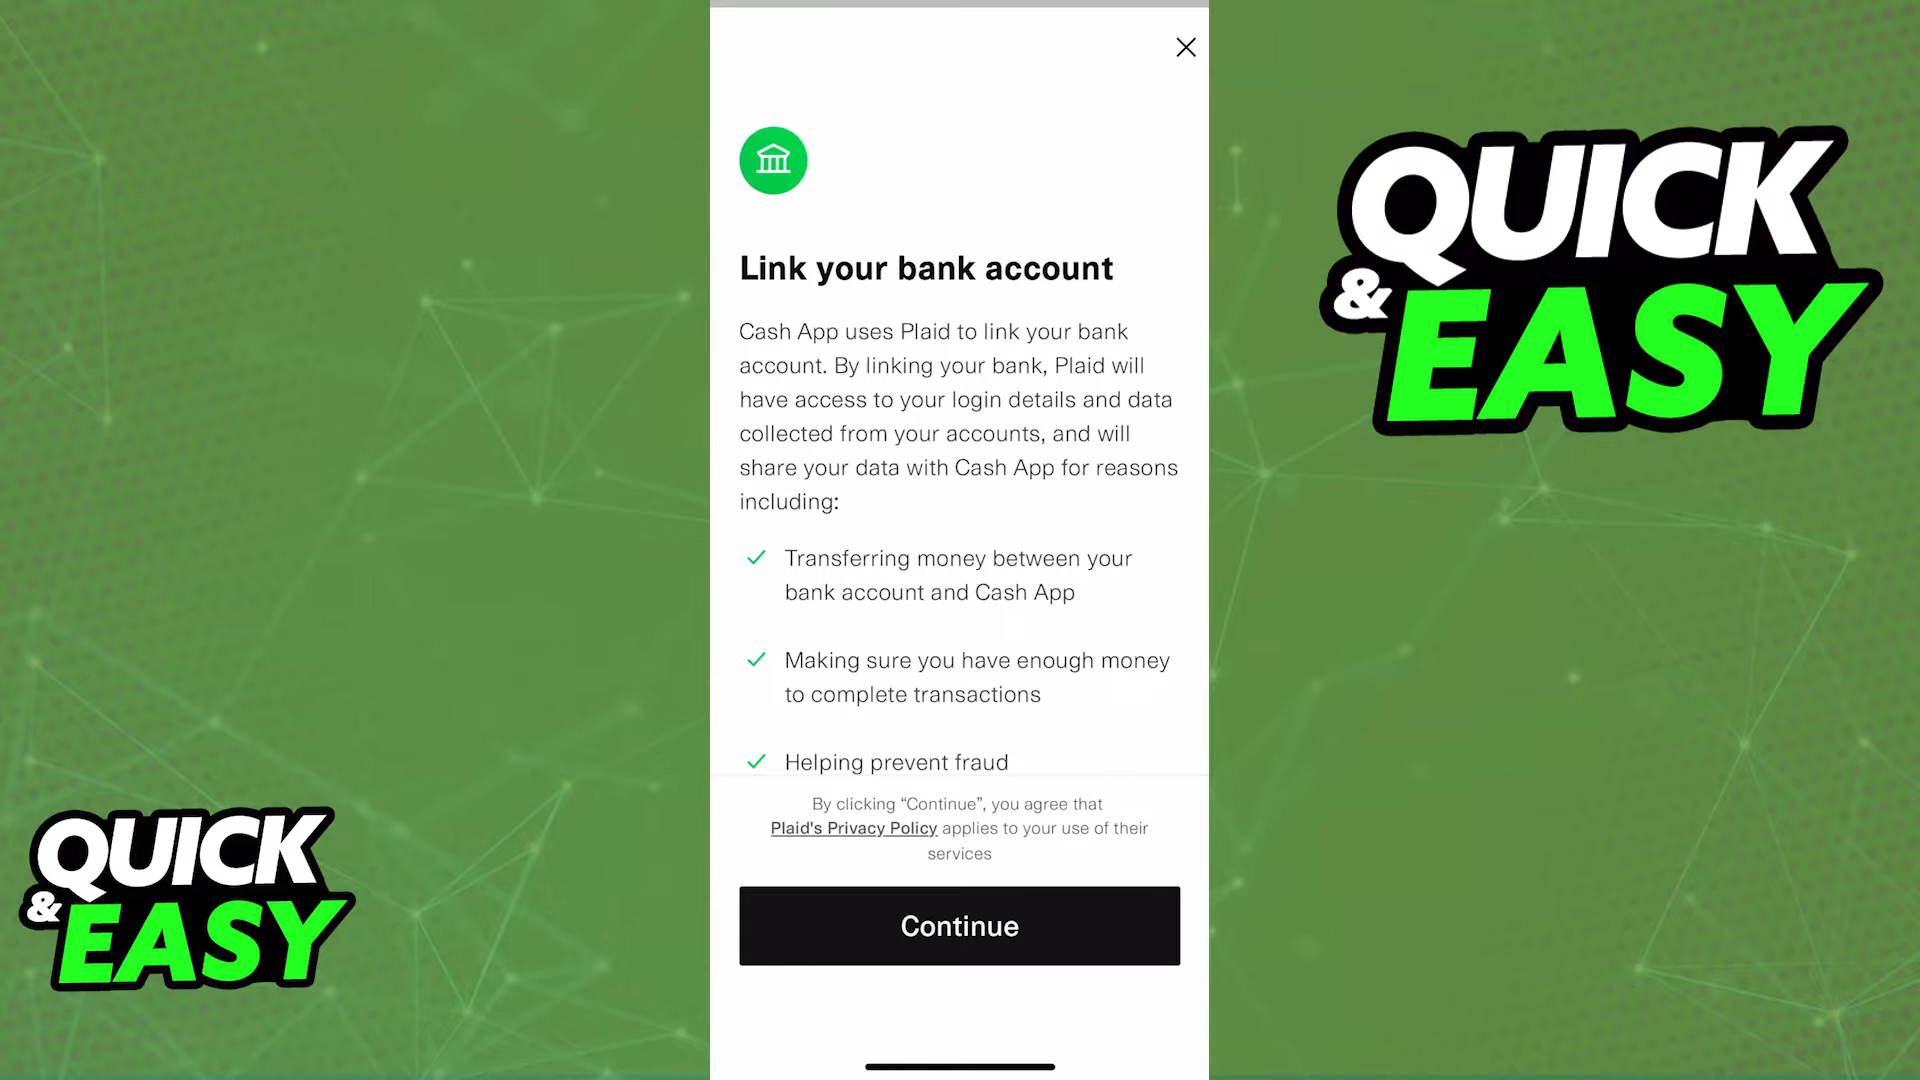 Link your bank account
Cash App uses Plaid to link your bank
account. By linking your bank, Plaid will
have access to your login details and data
collected from your accounts, and will
share your data with Cash App for reasons
including:
Transferring money between your
bank account and Cash App
Making sure you have enough money
to complete transactions
Helping prevent fraud
By clicking “Continue”, you agree that
Plaid's Privacy Policy applies to your use of their
services
Continue
QUICK
& EASY
QUICK
& EASY